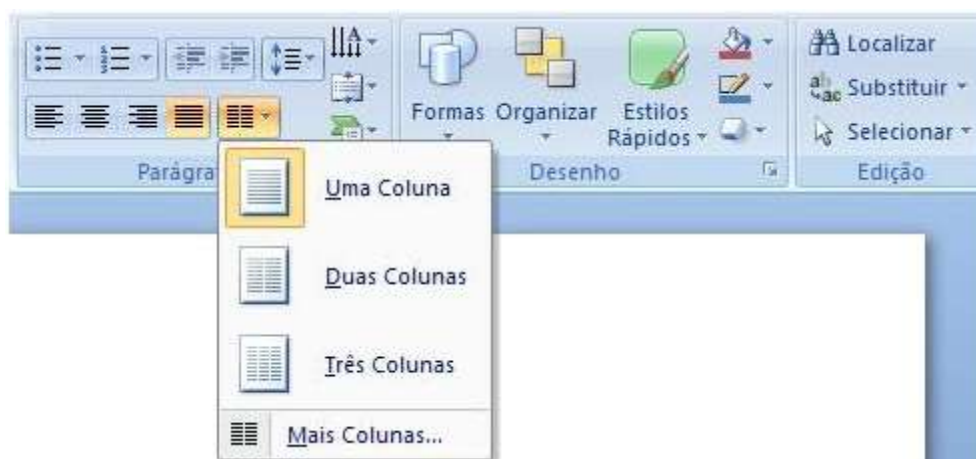 Localizar
Substituir
Selecionar
Formas Organizar Estilos
Rápidos
Parágra
Desenho
Edição
Uma Coluna
Duas Colunas
Três Colunas
Mais Colunas...